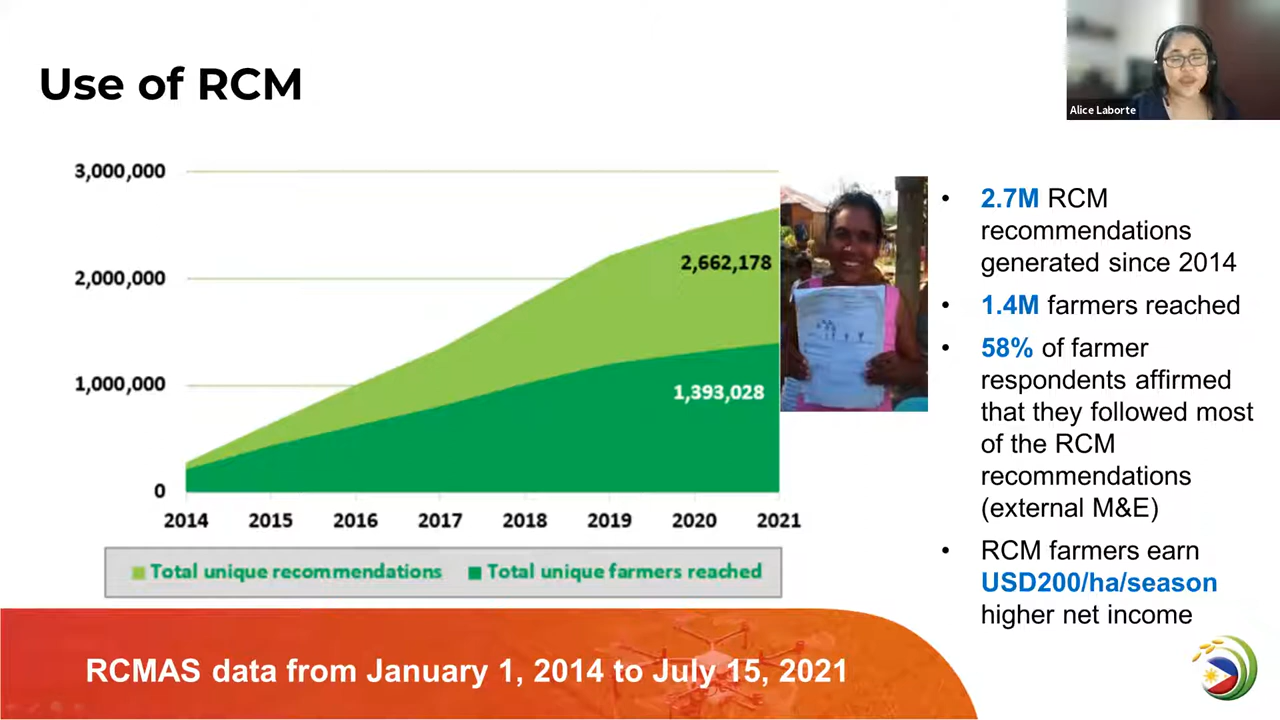 Use of RCM
Alice Laborte
3,000,000
2,000,000
1,000,000
0
2,662,178
1,393,028
2014 2015 2016 2017 2018 2019 2020 2021
Total unique recommendations Total unique farmers reached
• 2.7M RCM
recommendations
generated since 2014
• 1.4M farmers reached
• 58% of farmer
respondents affirmed
that they followed most
of the RCM
recommendations
(external M&E)
• RCM farmers earn
USD200/ha/season
higher net income
RCMAS data from January 1, 2014 to July 15, 2021